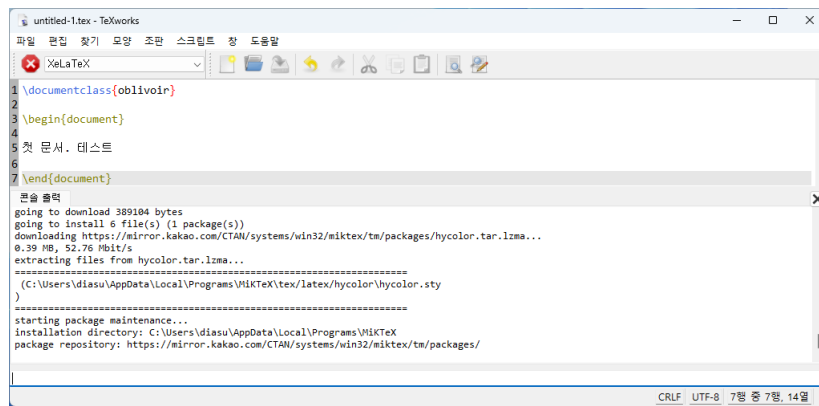 untitled-1.tex - TeXworks
파일 편집 찾기 모양 조판 스크립트 창 도움말
XeLaTeX
1 \documentclass{oblivoir}
2
3 \begin{document}
4
5 첫 문서. 테스트
6
7 \end{document}
콘솔 출력
going to download 389104 bytes
going to install 6 file(s) (1 package(s))
downloading https://mirror.kakao.com/CTAN/systems/win32/miktex/tm/packages/hycolor.tar.lzma...
0.39 MB, 52.76 Mbit/s
extracting files from hycolor.tar.lzma...
======================================================================
(C:\Users\diasu\AppData\Local\Programs\MiKTeX\tex/latex/hycolor\hycolor.sty
)
======================================================================
starting package maintenance...
installation directory: C:\Users\diasu\AppData\Local\Programs\MiKTeX
package repository: https://mirror.kakao.com/CTAN/systems/win32/miktex/tm/packages/
CRLF UTF-8 7행 중 7행, 14열